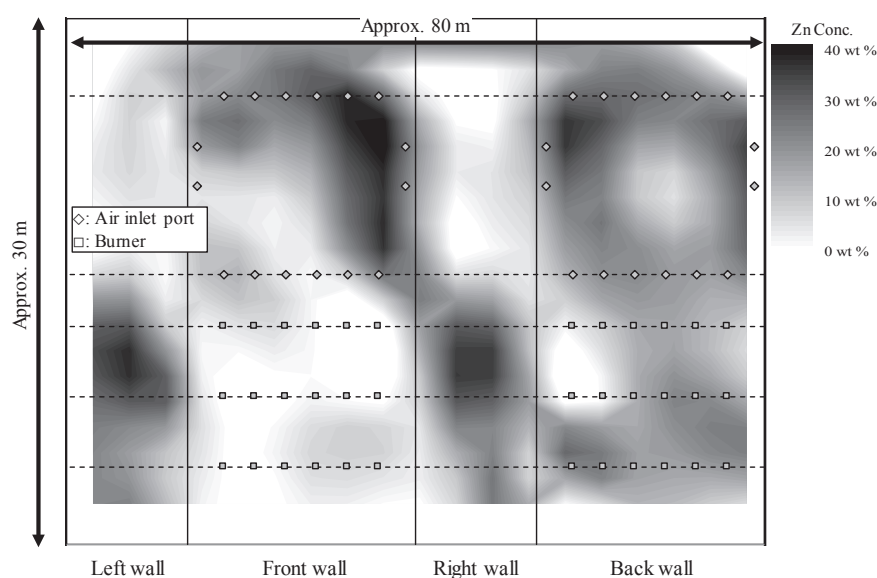 Approx. 80 m
Zn Conc.
40 wt %
30 wt %
20 wt %
10 wt %
0 wt %
Approx. 30 m
◇: Air inlet port
□: Burner
Left wall
Front wall
Right wall
Back wall